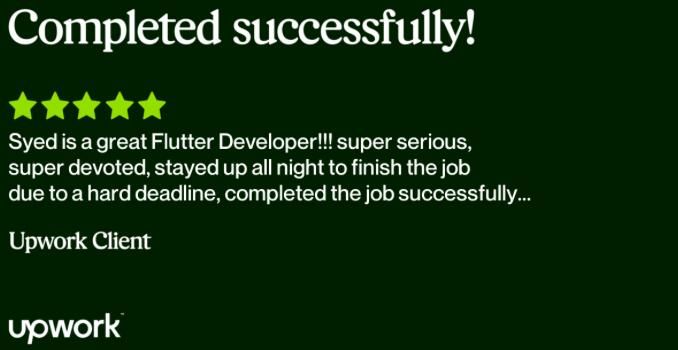 Completed successfully!
Syed is a great Flutter Developer!!! super serious,
super devoted, stayed up all night to finish the job
due to a hard deadline, completed the job successfully...
Upwork Client
upwork